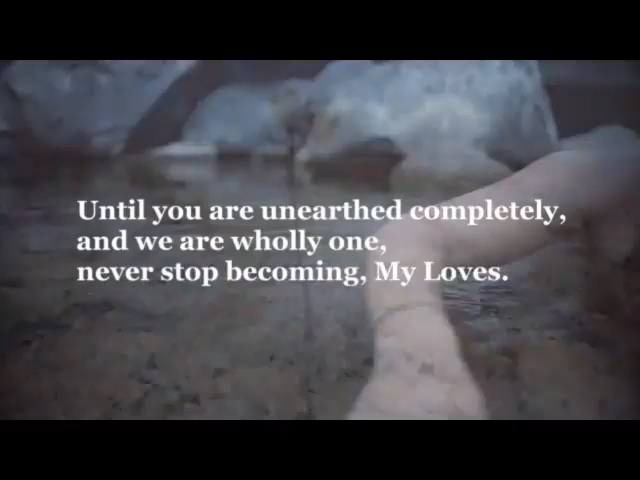 Until you are unearthed completely,
and we are wholly one,
never stop becoming, My Loves.